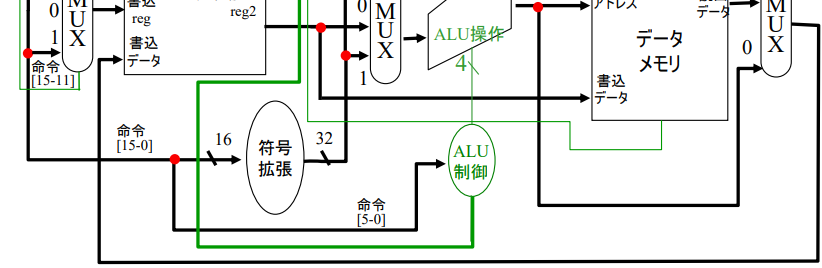 0
1
M
U
X
書込
reg
書込
データ
命令
[15-11]
reg2
0
M
U
X
1
ALU操作
4
アドレス
データ
メモリ
書込
データ
データ
M
U
X
0
命令
[15-0]
16
符号
拡張
32
ALU
制御
命令
[5-0]